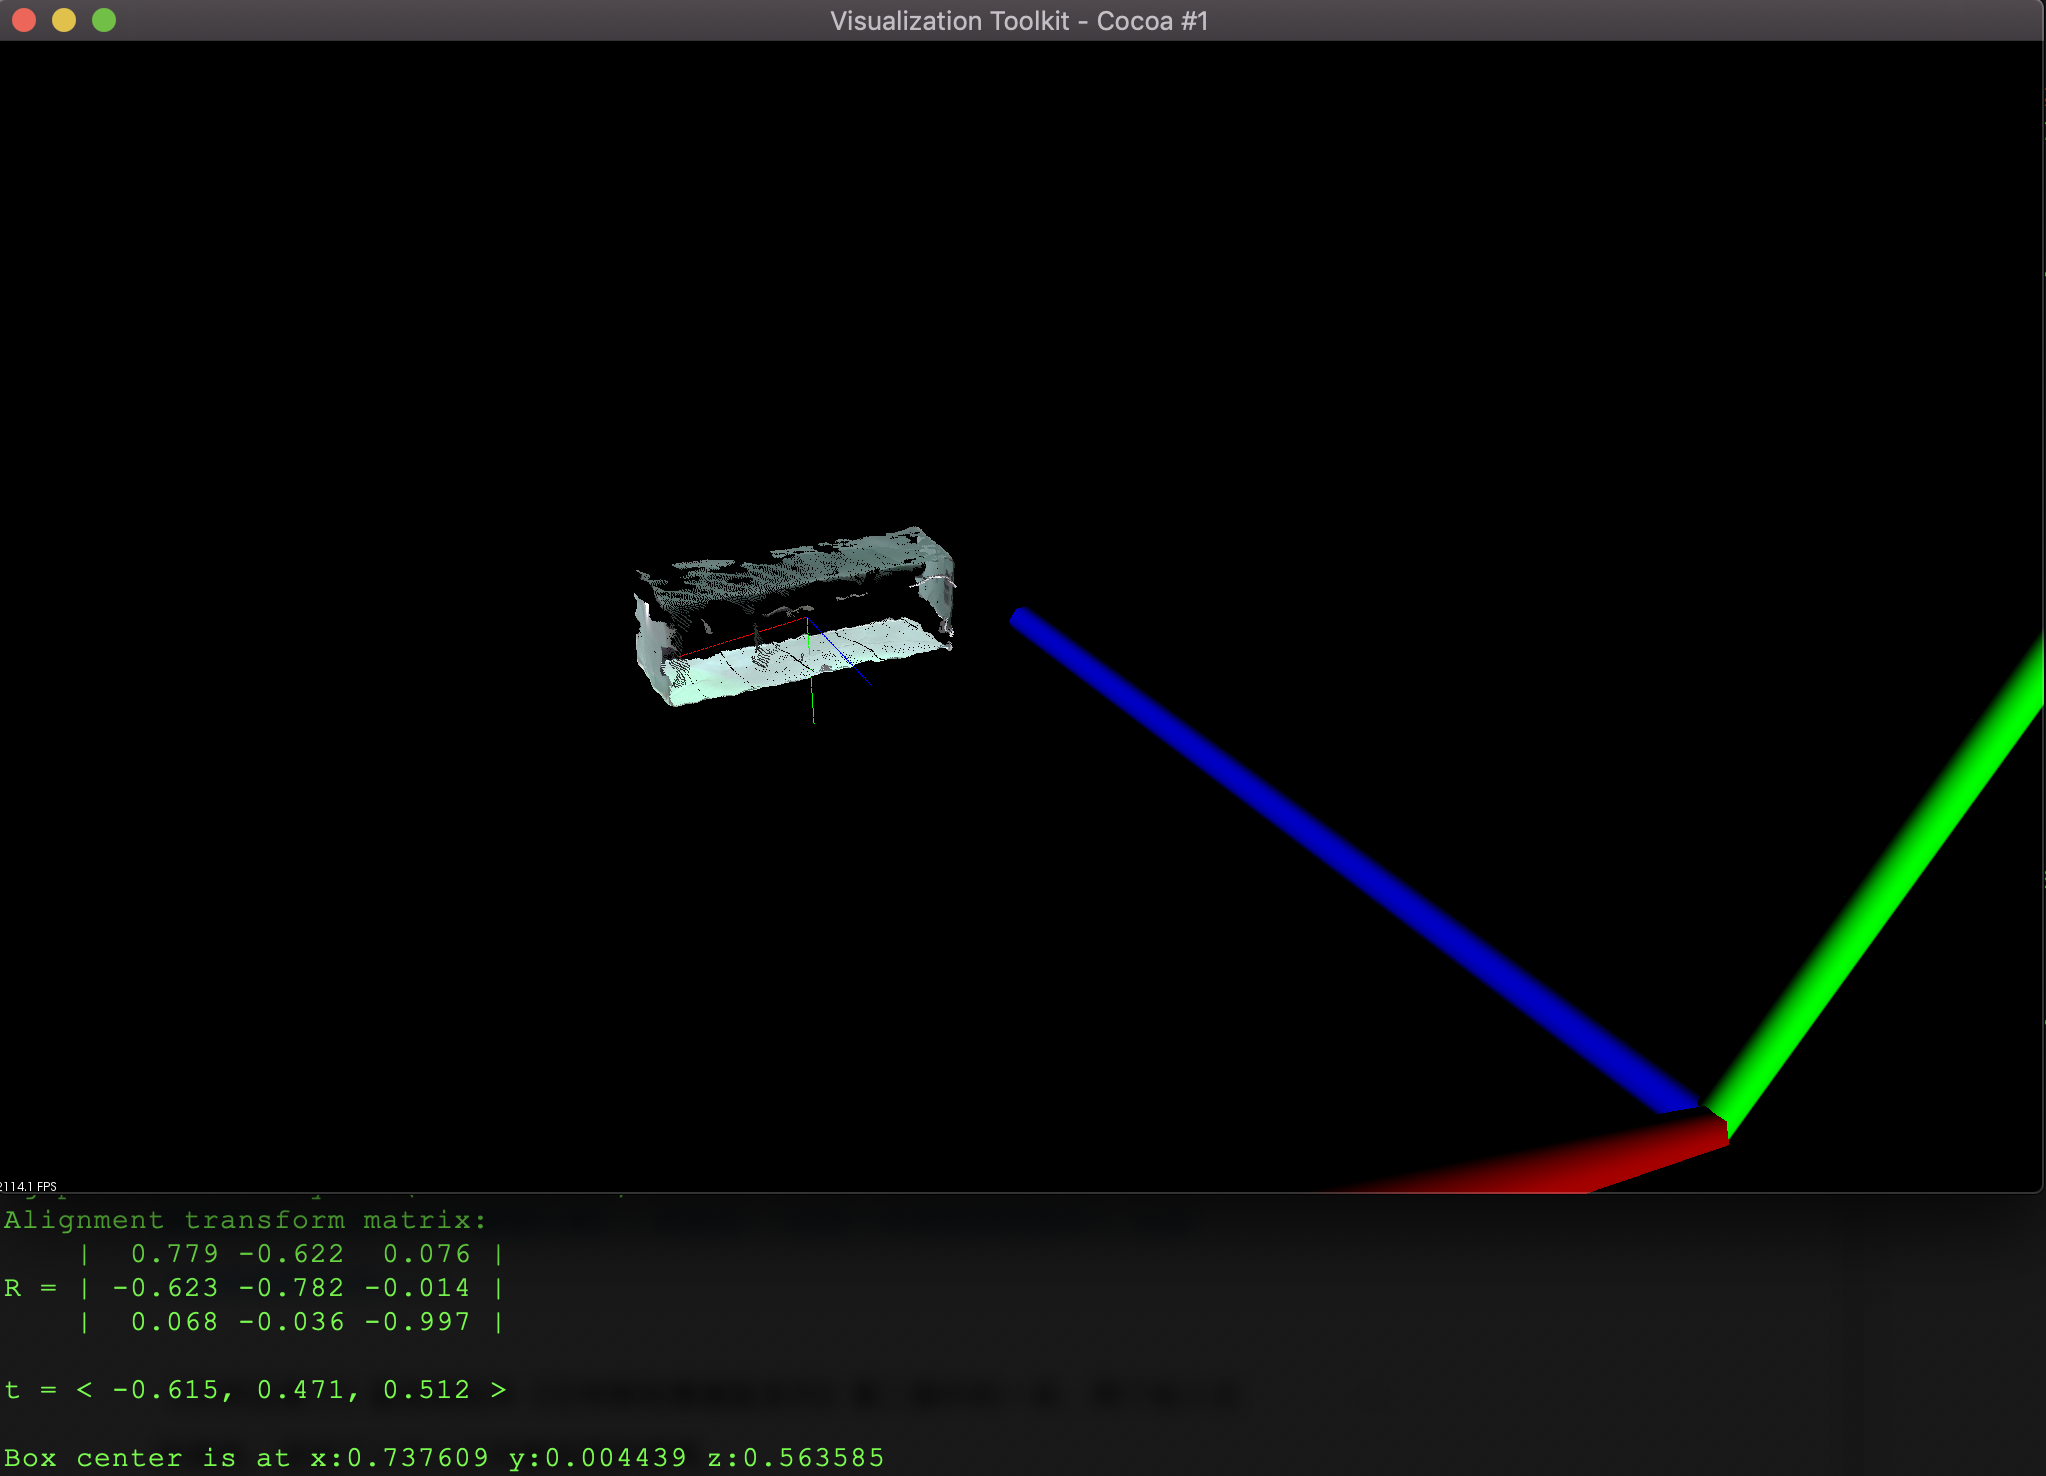 Visualization Toolkit - Cocoa #1
2114.1 FPS
Alignment transform matrix:
| 0.779 -0.622 0.076 |
R = | -0.623 -0.782 -0.014 |
| 0.068 -0.036 -0.997 |
t = < -0.615, 0.471, 0.512 >
Box center is at x:0.737609 y:0.004439 z:0.563585